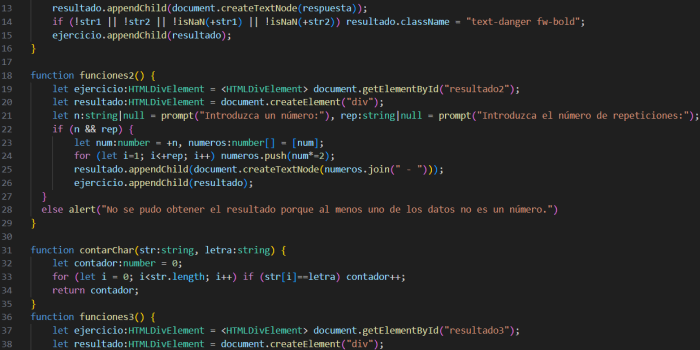 13 resultado.appendChild(document.createTextNode(respuesta));
14 if (!str1 || !str2 || !isNaN(+str1) || !isNaN(+str2)) resultado.className = "text-danger fw-bold";
15 ejercicio.appendChild(resultado);
16 }
17
18 function funciones2() {
19 let ejercicio:HTMLDivElement = <HTMLDivElement> document.getElementById("resultado2");
20 let resultado:HTMLDivElement = document.createElement("div");
21 let n:string|null = prompt("Introduzca un número:"), rep:string|null = prompt("Introduzca el número de repeticiones:");
22 if (n && rep) {
23 let num:number = +n, numeros:number[] = [num];
24 for (let i=1; i<+rep; i++) numeros.push(num*=2);
25 resultado.appendChild(document.createTextNode(numeros.join(" - ")));
26 ejercicio.appendChild(resultado);
27 }
28 else alert("No se pudo obtener el resultado porque al menos uno de los datos no es un número.")
29 }
30
31 function contarChar(str:string, letra:string) {
32 let contador:number = 0;
33 for (let i = 0; i<str.length; i++) if (str[i]==letra) contador++;
34 return contador;
35 }
36 function funciones3() {
37 let ejercicio:HTMLDivElement = <HTMLDivElement> document.getElementById("resultado3");
38 let resultado:HTMLDivElement = document.createElement("div");